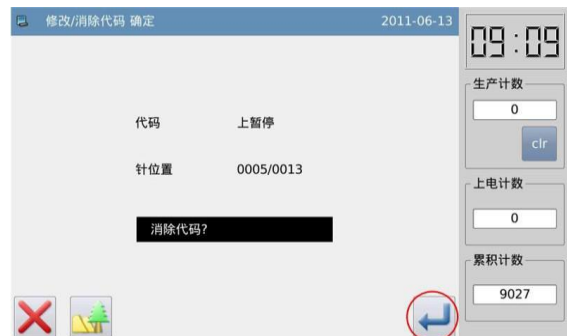 修改/消除代码 确定 2011-06-13
09:09
代码 上暂停
针位置 0005/0013
消除代码?
生产计数
0
clr
上电计数
0
累积计数
9027